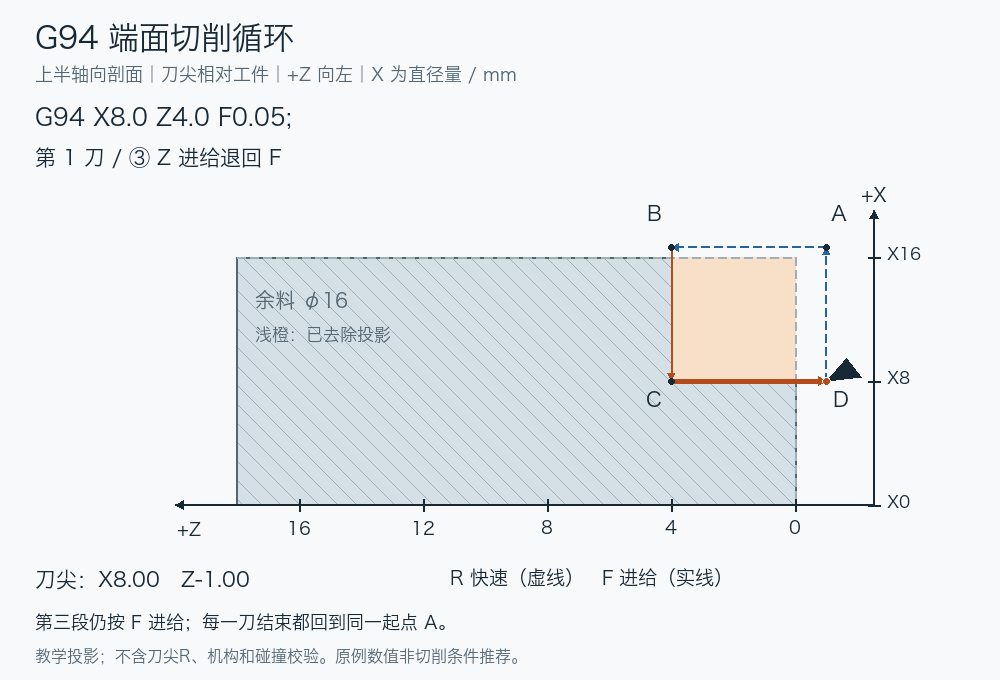 G94 端面切削循环
上半轴向剖面｜刀尖相对工件｜+Z 向左｜X 为直径量 / mm
G94 X8.0 Z4.0 F0.05;
第 1 刀 / ③ Z 进给退回 F
+X
B
A
X16
余料 φ16
浅橙：已去除投影
X8
C
D
X0
+Z
16
12
8
4
0
刀尖：X8.00 Z-1.00
R 快速（虚线） F 进给（实线）
第三段仍按 F 进给；每一刀结束都回到同一起点 A。
教学投影；不含刀尖R、机构和碰撞校验。原例数值非切削条件推荐。